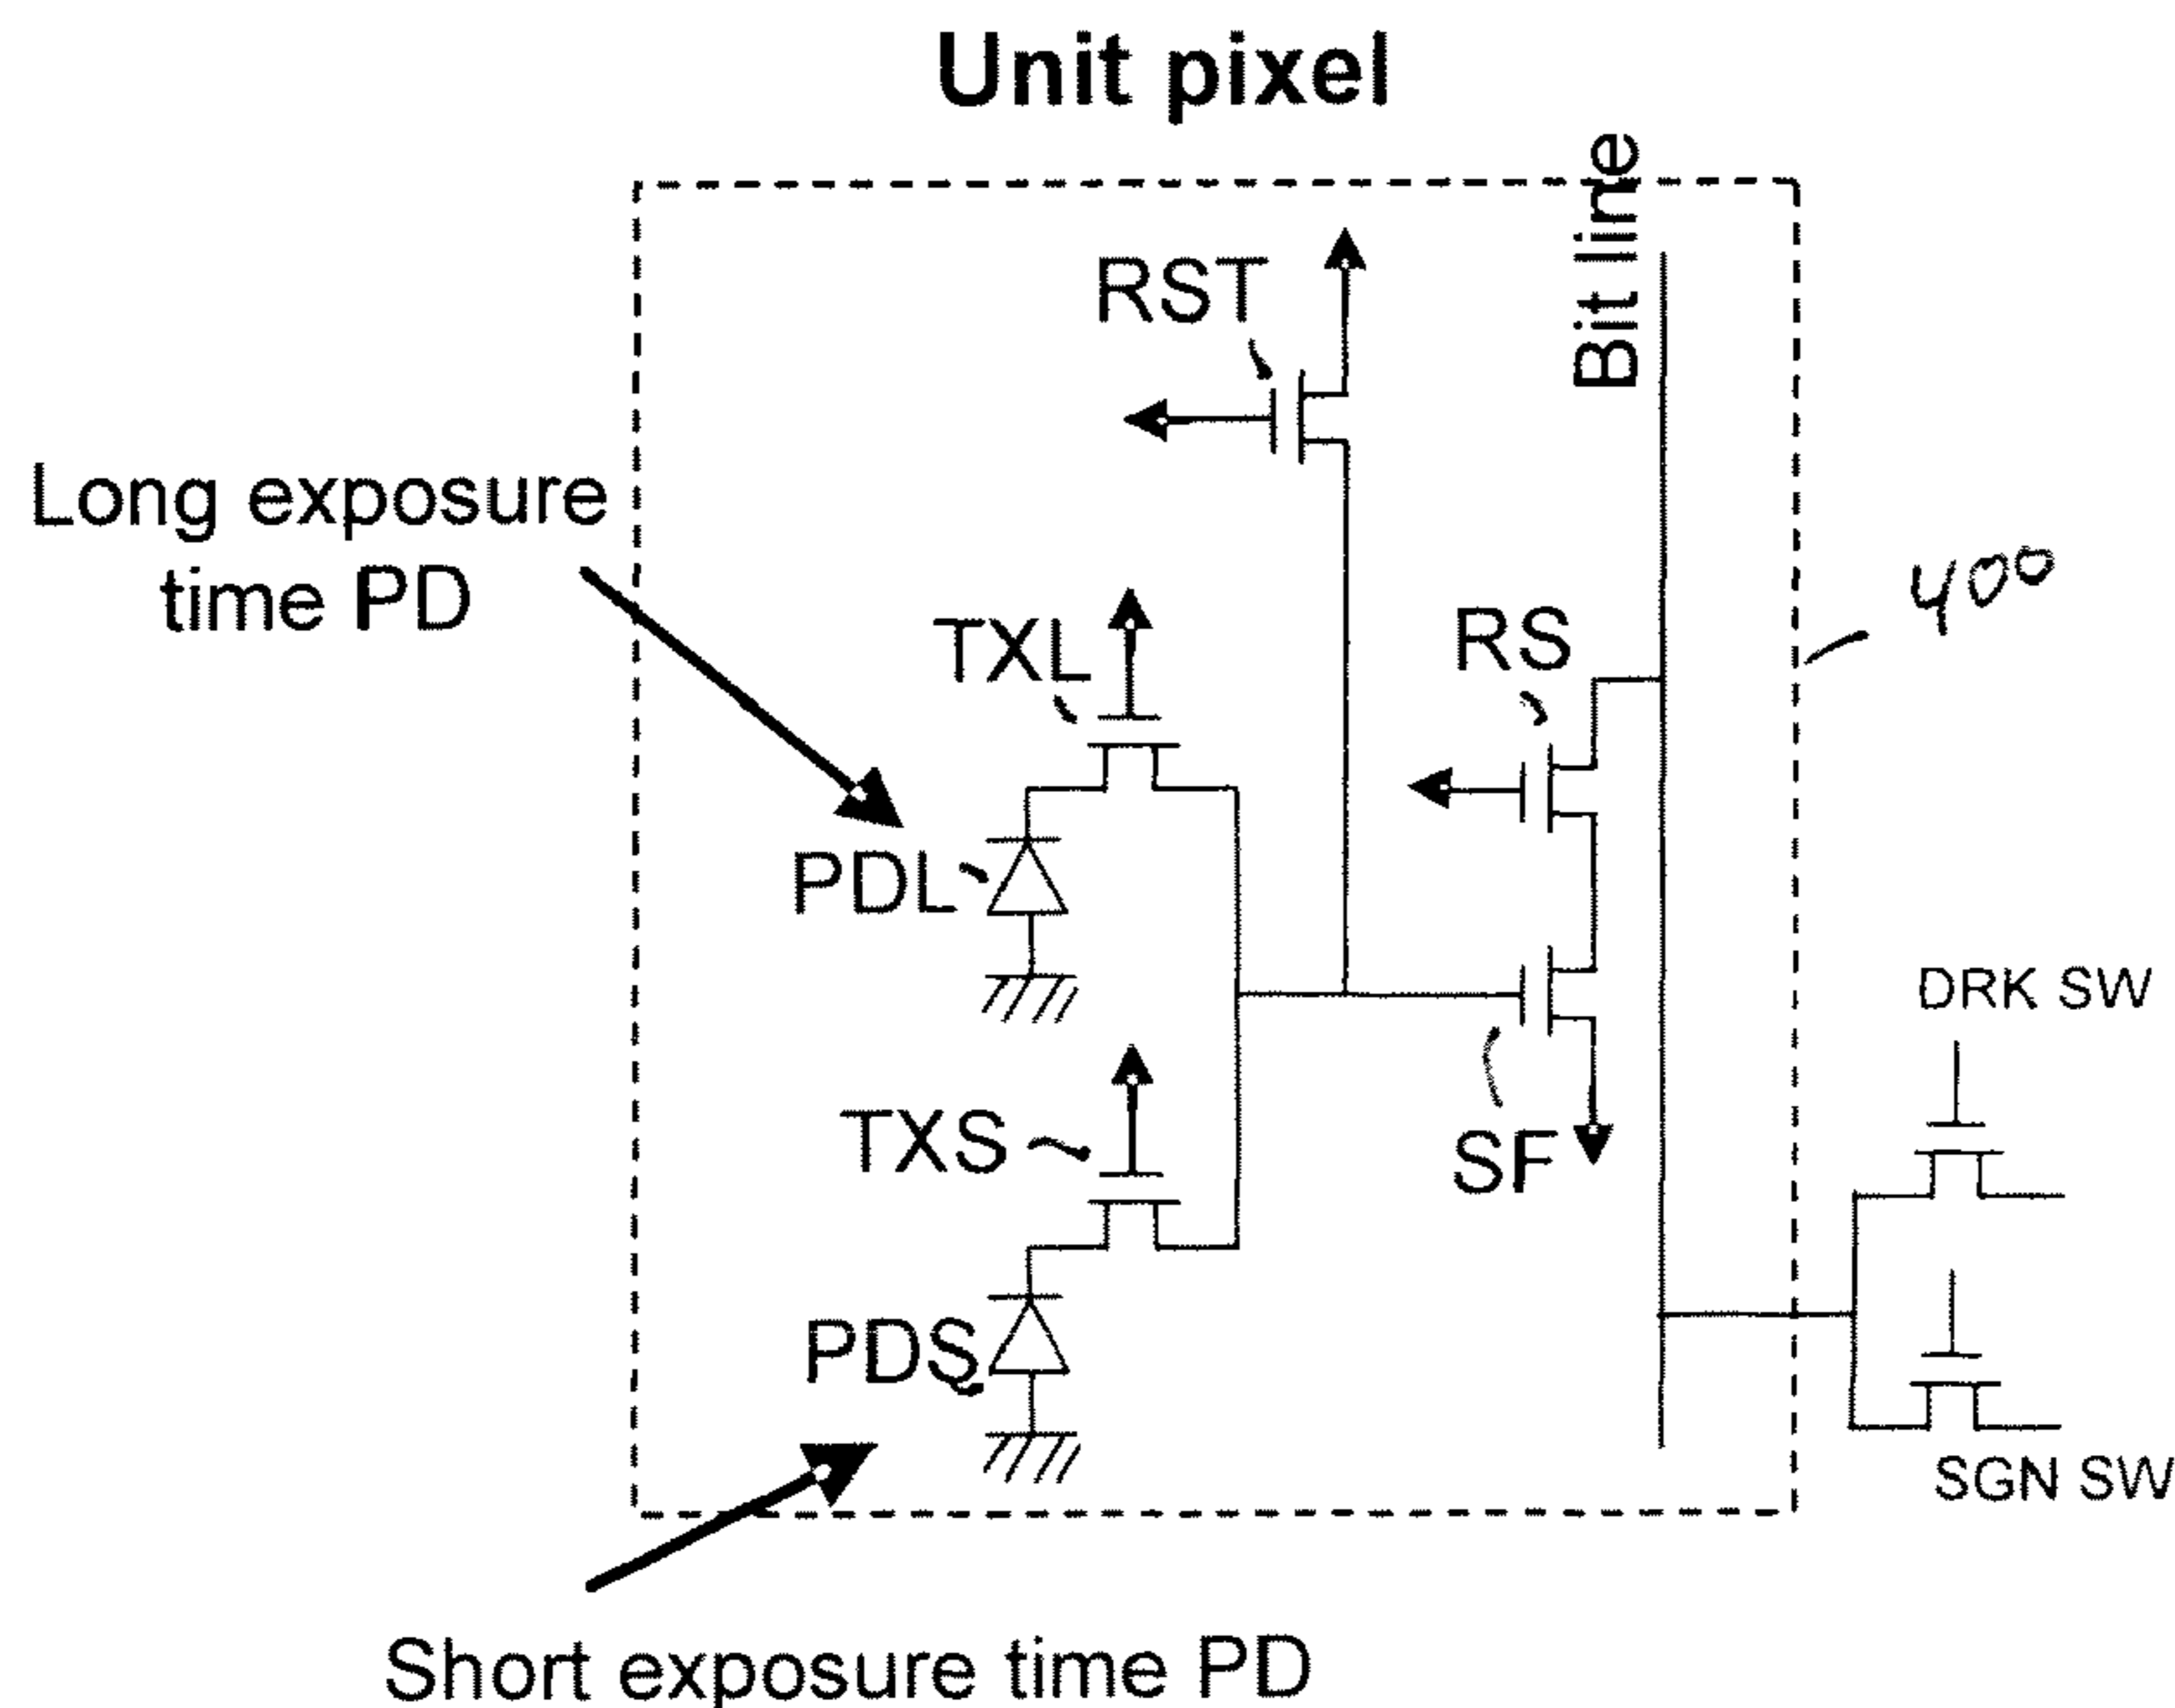 Unit pixel
Bit line
RST
Long exposure
time PD
400
TXL
RS
PDL
DRK SW
TXS
SF
PDS
SGN SW
Short exposure time PD